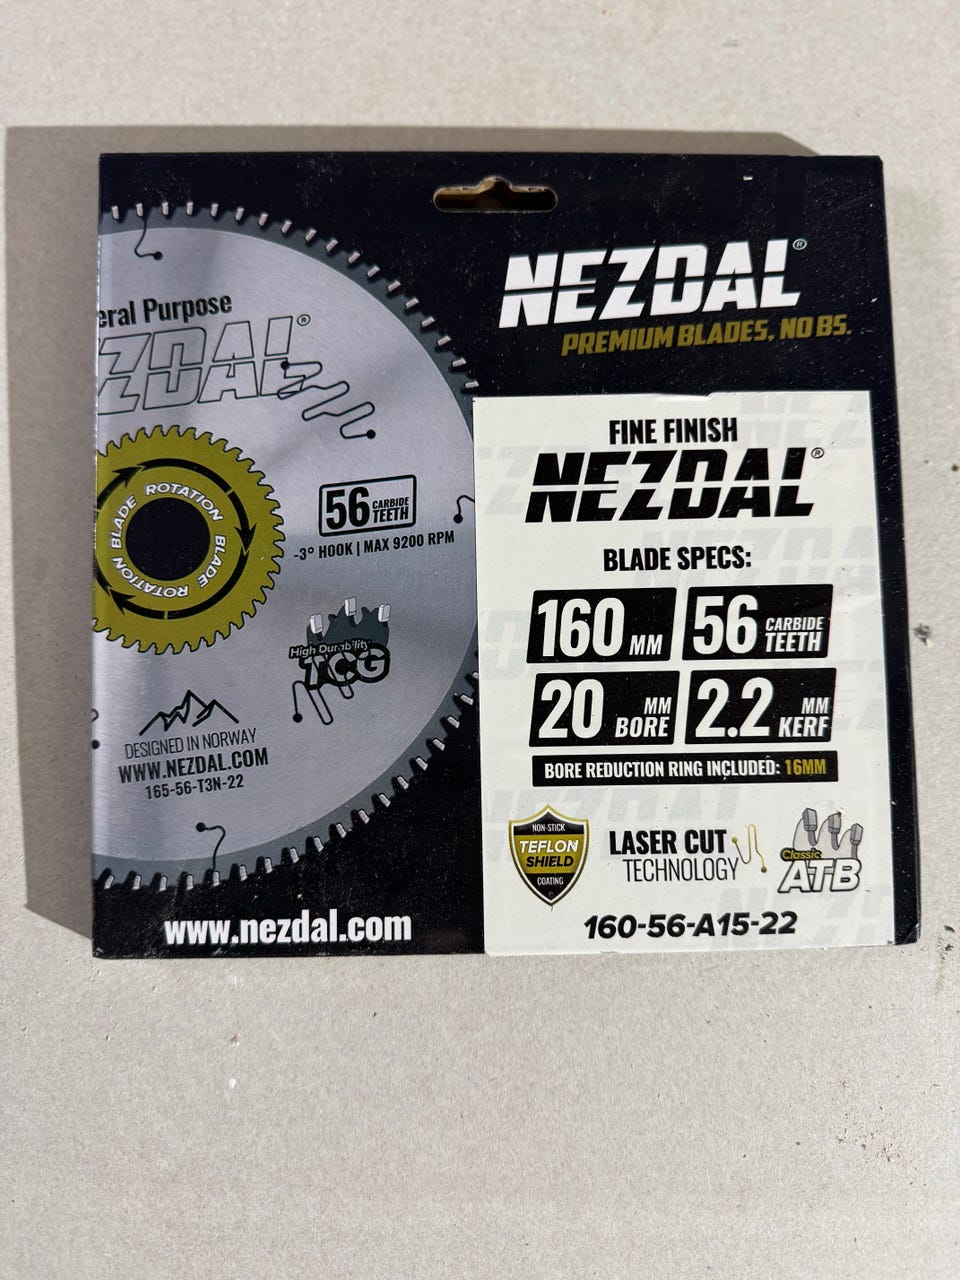 NEZDAL®
PREMIUM BLADES, NO BS.
eral Purpose
ZDAL®
BLADE ROTATION
BLADE ROTATION
56 CARBIDE TEETH
-3° HOOK | MAX 9200 RPM
High Durability
TCG
DESIGNED IN NORWAY
WWW.NEZDAL.COM
165-56-T3N-22
www.nezdal.com
FINE FINISH
NEZDAL®
BLADE SPECS:
160 MM
56 CARBIDE TEETH
20 MM BORE
2.2 MM KERF
BORE REDUCTION RING INCLUDED: 16MM
NON-STICK
TEFLON
SHIELD
COATING
LASER CUT
TECHNOLOGY
Classic
ATB
160-56-A15-22